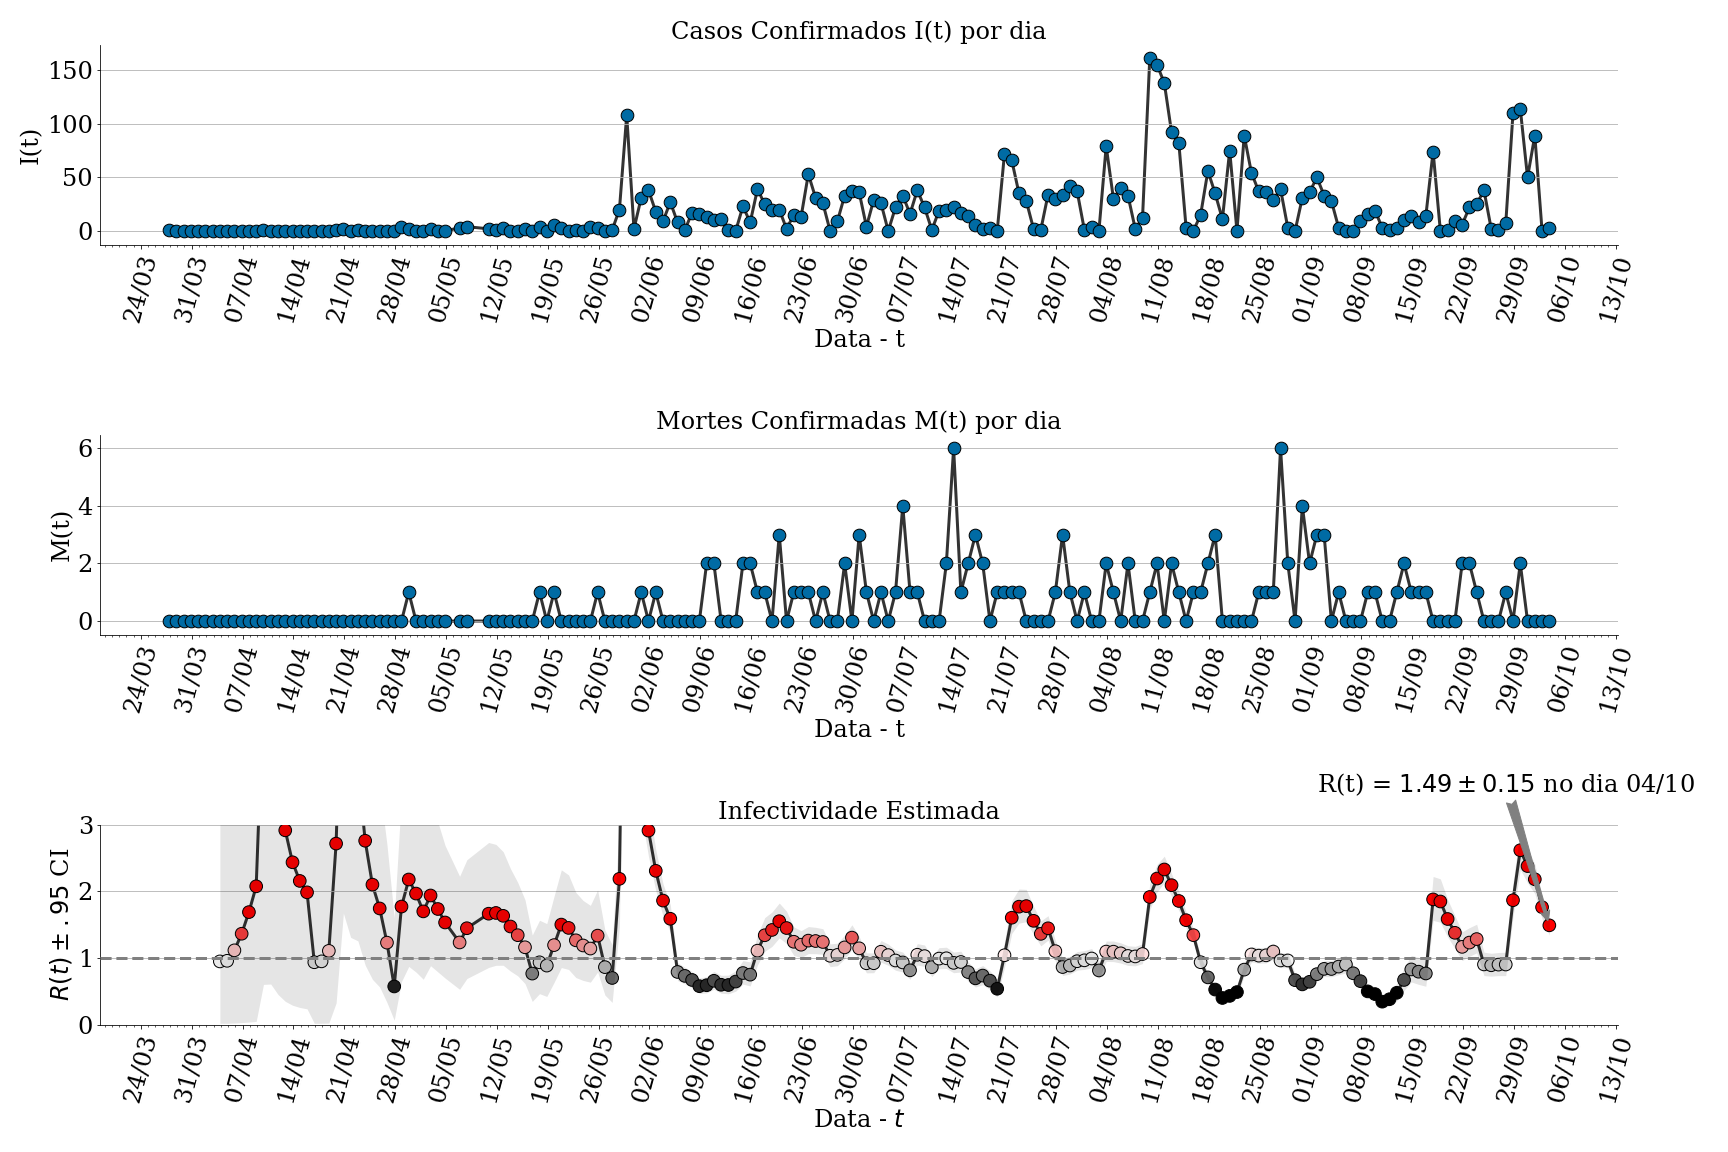 Casos Confirmados I(t) por dia
I(t)
150
100
50
0
24/03 31/03 07/04 14/04 21/04 28/04 05/05 12/05 19/05 26/05 02/06 09/06 16/06 23/06 30/06 07/07 14/07 21/07 28/07 04/08 11/08 18/08 25/08 01/09 08/09 15/09 22/09 29/09 06/10 13/10
Data - t
Mortes Confirmadas M(t) por dia
M(t)
6
4
2
0
24/03 31/03 07/04 14/04 21/04 28/04 05/05 12/05 19/05 26/05 02/06 09/06 16/06 23/06 30/06 07/07 14/07 21/07 28/07 04/08 11/08 18/08 25/08 01/09 08/09 15/09 22/09 29/09 06/10 13/10
Data - t
R(t) = 1.49 ± 0.15 no dia 04/10
Infectividade Estimada
R(t) ± .95 CI
3
2
1
0
24/03 31/03 07/04 14/04 21/04 28/04 05/05 12/05 19/05 26/05 02/06 09/06 16/06 23/06 30/06 07/07 14/07 21/07 28/07 04/08 11/08 18/08 25/08 01/09 08/09 15/09 22/09 29/09 06/10 13/10
Data - t